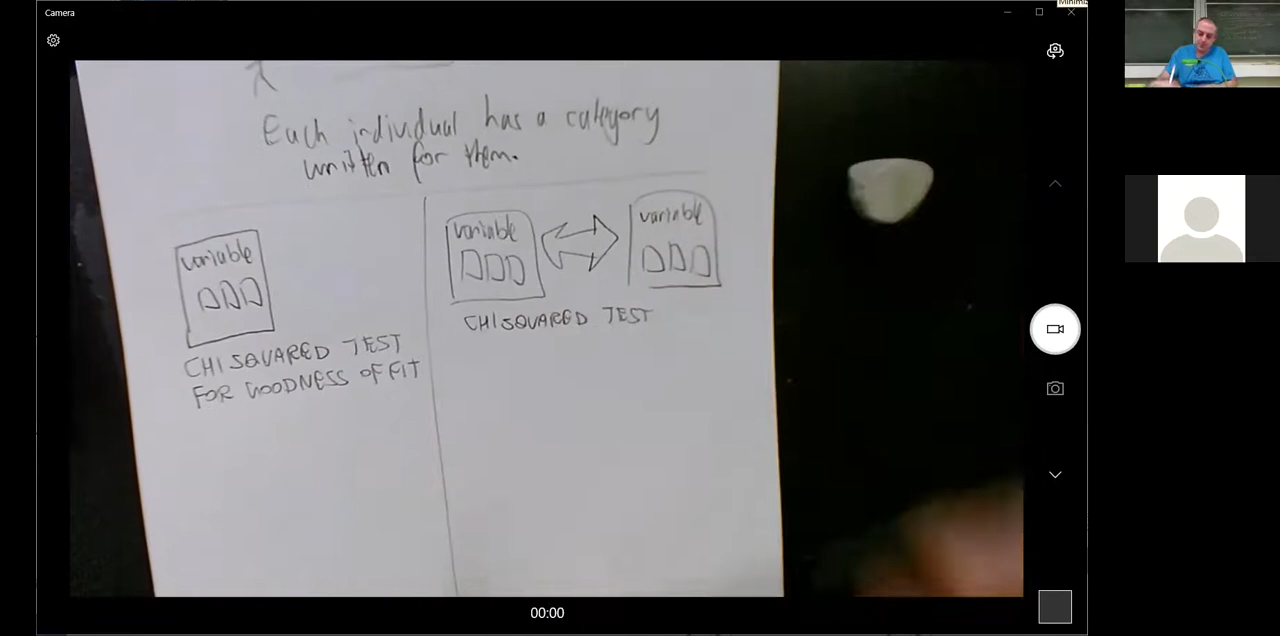 Camera
Each individual has a category
written for them.
variable
CHI SQUARED TEST
FOR GOODNESS OF FIT
variable
variable
CHI SQUARED TEST
00:00